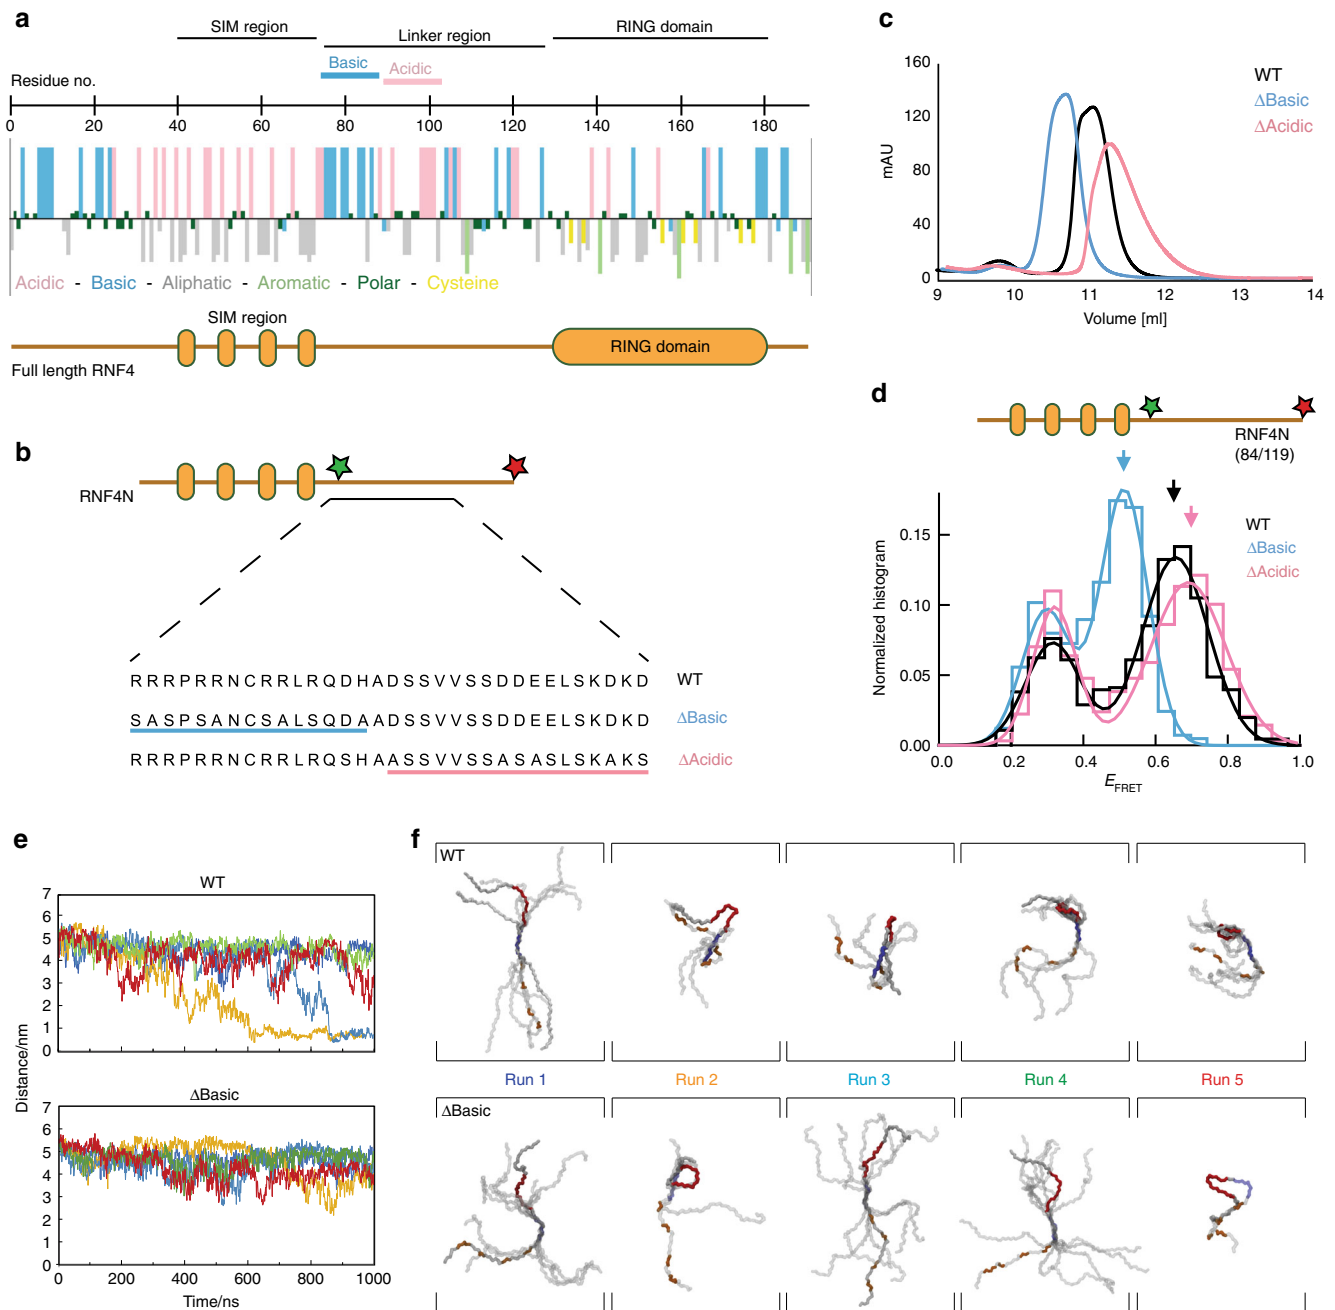 a
SIM region
Linker region
RING domain
Basic
Acidic
Residue no.
0 20 40 60 80 100 120 140 160 180
Acidic - Basic - Aliphatic - Aromatic - Polar - Cysteine
SIM region
RING domain
Full length RNF4
b
RNF4N
RRRPRRNCRRLRQDHADSSVVSSDDEELSKDKD WT
SASPSANCSALSQDAADSSVVSSDDEELSKDKD ΔBasic
RRRPRRNCRRLRQSHAASSVVSSASASLSKAKS ΔAcidic
c
160
120
80
40
0
mAU
WT
ΔBasic
ΔAcidic
9 10 11 12 13 14
Volume [ml]
d
RNF4N
(84/119)
WT
ΔBasic
ΔAcidic
0.15
0.10
0.05
0.00
Normalized histogram
0.0 0.2 0.4 0.6 0.8 1.0
EFRET
e
WT
7
6
5
4
3
2
1
0
Distance/nm
ΔBasic
7
6
5
4
3
2
1
0
0 200 400 600 800 1000
Time/ns
f
WT
Run 1 Run 2 Run 3 Run 4 Run 5
ΔBasic